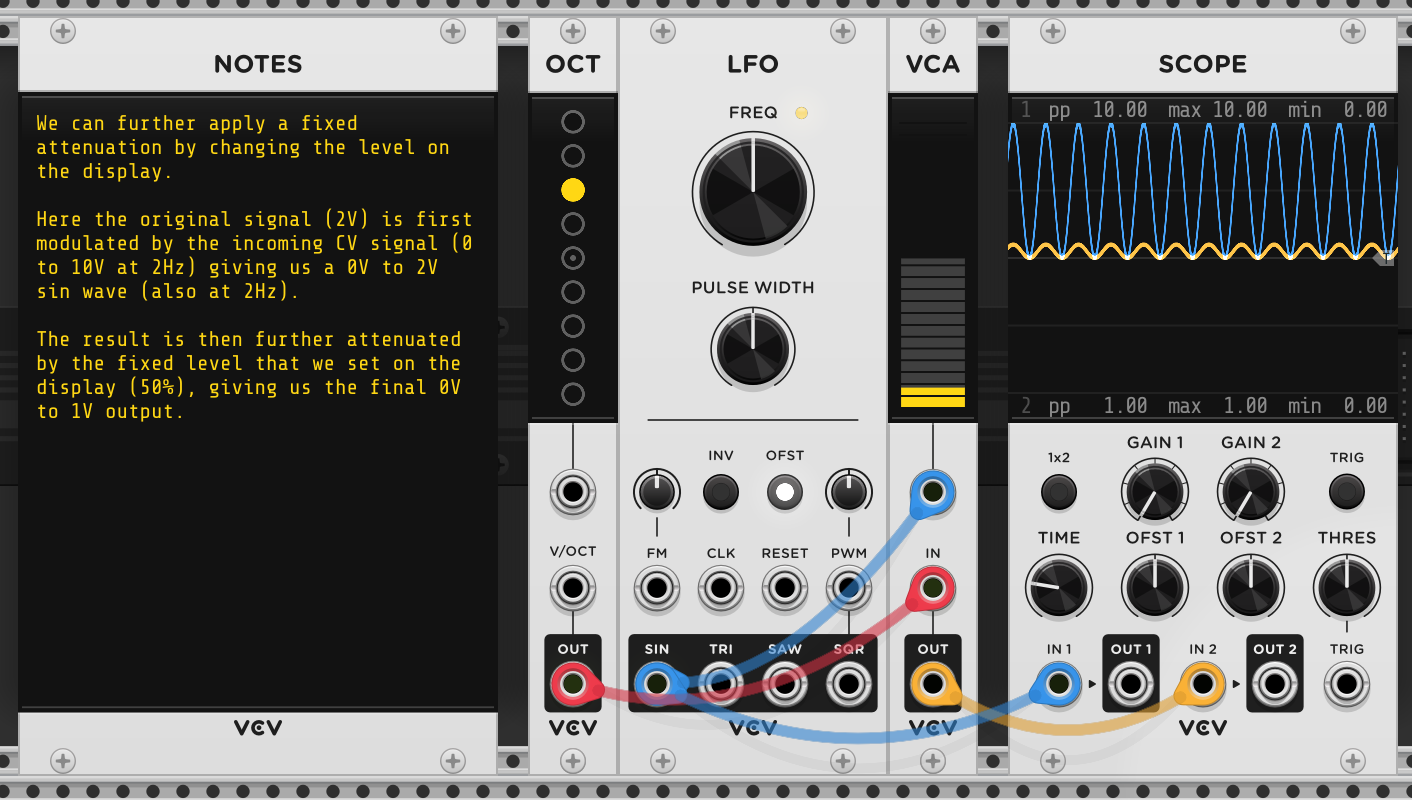 NOTES
We can further apply a fixed
attenuation by changing the level on
the display.
Here the original signal (2V) is first
modulated by the incoming CV signal (0
to 10V at 2Hz) giving us a 0V to 2V
sin wave (also at 2Hz).
The result is then further attenuated
by the fixed level that we set on the
display (50%), giving us the final 0V
to 1V output.
VCV
OCT
V/OCT
OUT
VCV
LFO
FREQ
PULSE WIDTH
INV OFST
FM CLK RESET PWM
SIN TRI SAW SQR
VCV
VCA
IN
OUT
VCV
SCOPE
1 pp 10.00 max 10.00 min 0.00
T
2 pp 1.00 max 1.00 min 0.00
1x2 GAIN 1 GAIN 2 TRIG
TIME OFST 1 OFST 2 THRES
IN 1 OUT 1 IN 2 OUT 2 TRIG
VCV